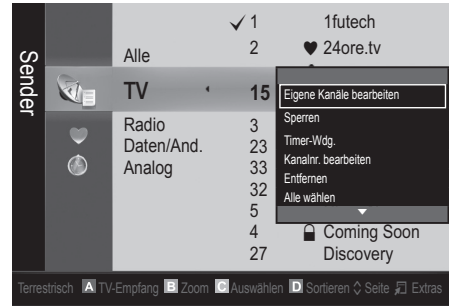 Sender
✓ 1 1futech
Alle 2 ♥ 24ore.tv
TV 15
Radio 3
Daten/And. 23
Analog 33
32
5
4 Coming Soon
27 Discovery
Eigene Kanäle bearbeiten
Sperren
Timer-Wdg.
Kanalnr. bearbeiten
Entfernen
Alle wählen
Terrestrisch A TV-Empfang B Zoom C Auswählen D Sortieren Seite Extras